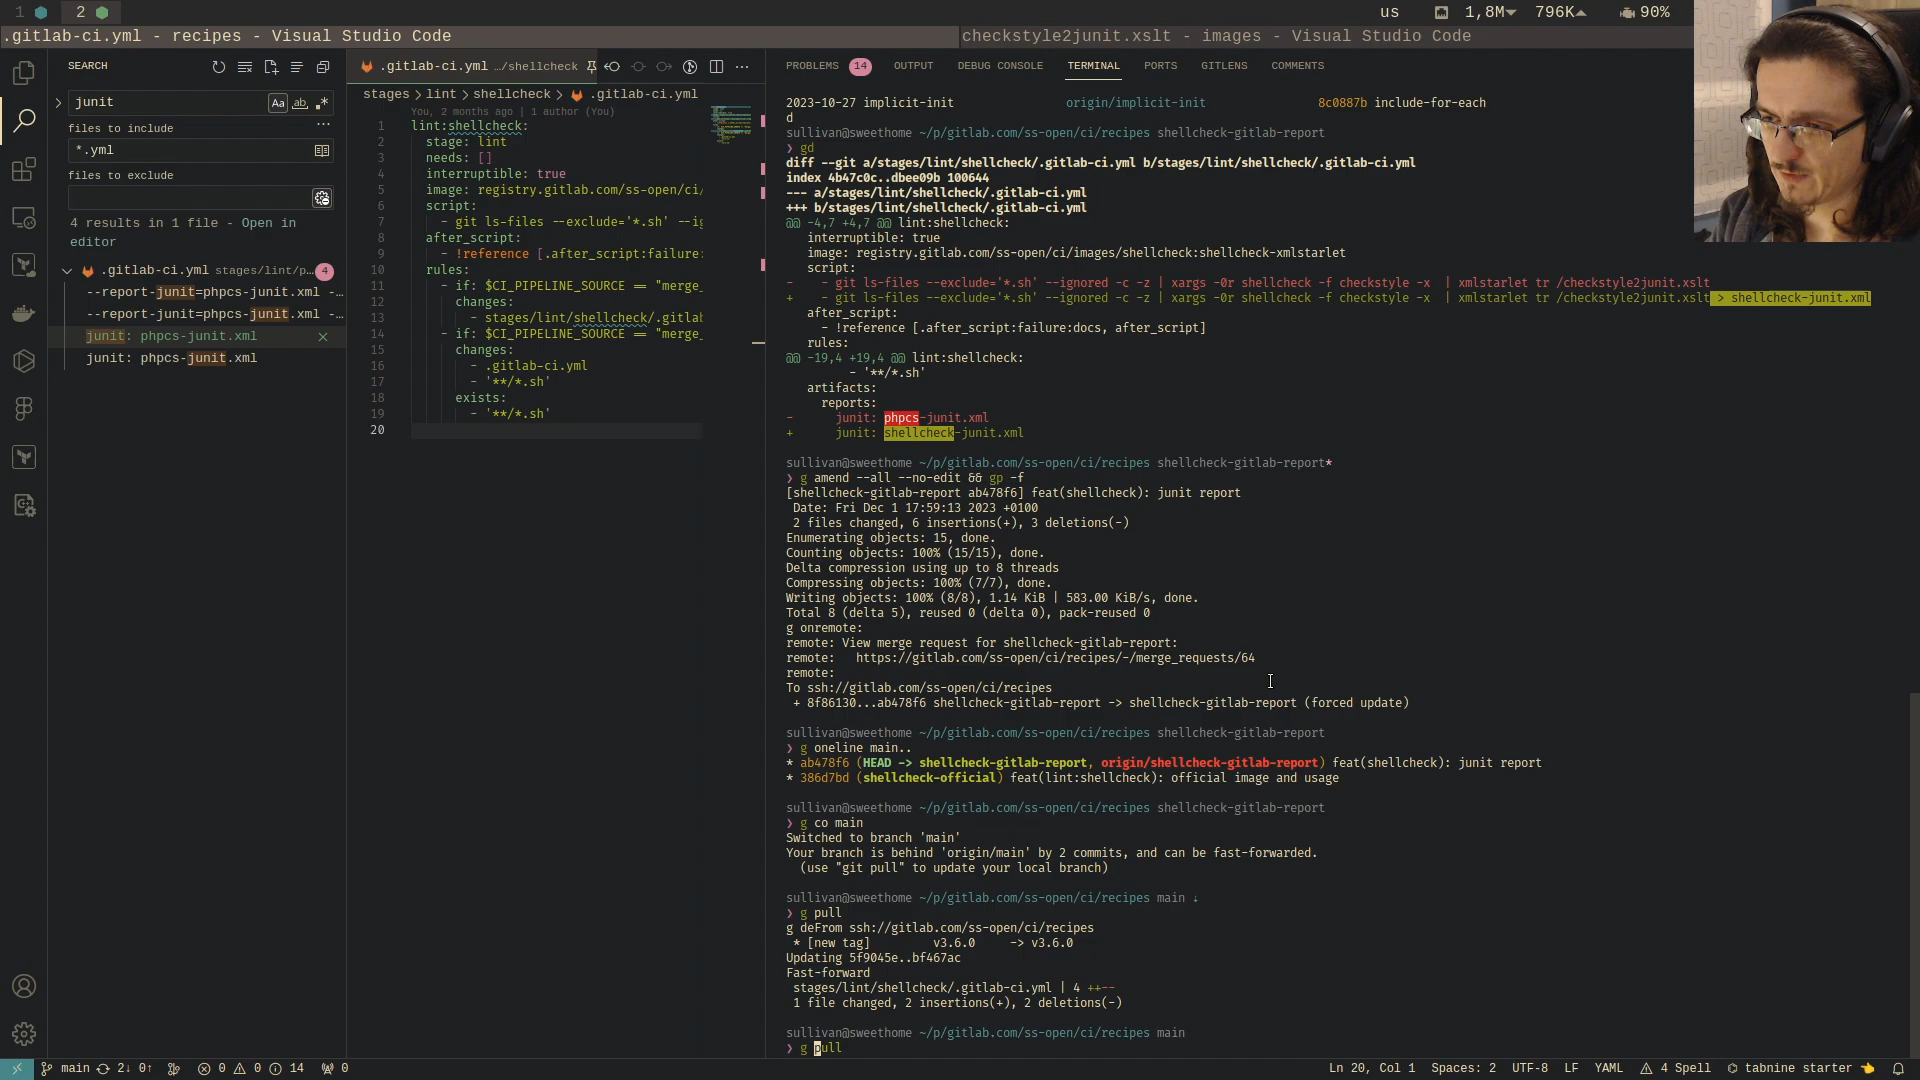 1 2 us 1,8M 796K 90%
.gitlab-ci.yml - recipes - Visual Studio Code
checkstyle2junit.xslt - images - Visual Studio Code
SEARCH
junit
Aa ab .*
files to include
*.yml
files to exclude
4 results in 1 file - Open in
editor
.gitlab-ci.yml stages/lint/p… 4
--report-junit=phpcs-junit.xml -…
--report-junit=phpcs-junit.xml -…
junit: phpcs-junit.xml
junit: phpcs-junit.xml
.gitlab-ci.yml …/shellcheck
stages > lint > shellcheck > .gitlab-ci.yml
You, 2 months ago | 1 author (You)
1 lint:shellcheck:
2 stage: lint
3 needs: []
4 interruptible: true
5 image: registry.gitlab.com/ss-open/ci/
6 script:
7 - git ls-files --exclude='*.sh' --ig
8 after_script:
9 - !reference [.after_script:failure:
10 rules:
11 - if: $CI_PIPELINE_SOURCE == "merge_
12 changes:
13 - stages/lint/shellcheck/.gitlab
14 - if: $CI_PIPELINE_SOURCE == "merge_
15 changes:
16 - .gitlab-ci.yml
17 - '**/*.sh'
18 exists:
19 - '**/*.sh'
20
PROBLEMS 14 OUTPUT DEBUG CONSOLE TERMINAL PORTS GITLENS COMMENTS
2023-10-27 implicit-init origin/implicit-init 8c0887b include-for-each
d
sullivan@sweethome ~/p/gitlab.com/ss-open/ci/recipes shellcheck-gitlab-report
❯ gd
diff --git a/stages/lint/shellcheck/.gitlab-ci.yml b/stages/lint/shellcheck/.gitlab-ci.yml
index 4b47c0c..dbee09b 100644
--- a/stages/lint/shellcheck/.gitlab-ci.yml
+++ b/stages/lint/shellcheck/.gitlab-ci.yml
@@ -4,7 +4,7 @@ lint:shellcheck:
interruptible: true
image: registry.gitlab.com/ss-open/ci/images/shellcheck:shellcheck-xmlstarlet
script:
- - git ls-files --exclude='*.sh' --ignored -c -z | xargs -0r shellcheck -f checkstyle -x | xmlstarlet tr /checkstyle2junit.xslt
+ - git ls-files --exclude='*.sh' --ignored -c -z | xargs -0r shellcheck -f checkstyle -x | xmlstarlet tr /checkstyle2junit.xslt > shellcheck-junit.xml
after_script:
- !reference [.after_script:failure:docs, after_script]
rules:
@@ -19,4 +19,4 @@ lint:shellcheck:
- '**/*.sh'
artifacts:
reports:
- junit: phpcs-junit.xml
+ junit: shellcheck-junit.xml
sullivan@sweethome ~/p/gitlab.com/ss-open/ci/recipes shellcheck-gitlab-report*
❯ g amend --all --no-edit && gp -f
[shellcheck-gitlab-report ab478f6] feat(shellcheck): junit report
Date: Fri Dec 1 17:59:13 2023 +0100
2 files changed, 6 insertions(+), 3 deletions(-)
Enumerating objects: 15, done.
Counting objects: 100% (15/15), done.
Delta compression using up to 8 threads
Compressing objects: 100% (7/7), done.
Writing objects: 100% (8/8), 1.14 KiB | 583.00 KiB/s, done.
Total 8 (delta 5), reused 0 (delta 0), pack-reused 0
g onremote:
remote: View merge request for shellcheck-gitlab-report:
remote: https://gitlab.com/ss-open/ci/recipes/-/merge_requests/64
remote:
To ssh://gitlab.com/ss-open/ci/recipes
+ 8f86130...ab478f6 shellcheck-gitlab-report -> shellcheck-gitlab-report (forced update)
sullivan@sweethome ~/p/gitlab.com/ss-open/ci/recipes shellcheck-gitlab-report
❯ g oneline main..
* ab478f6 (HEAD -> shellcheck-gitlab-report, origin/shellcheck-gitlab-report) feat(shellcheck): junit report
* 386d7bd (shellcheck-official) feat(lint:shellcheck): official image and usage
sullivan@sweethome ~/p/gitlab.com/ss-open/ci/recipes shellcheck-gitlab-report
❯ g co main
Switched to branch 'main'
Your branch is behind 'origin/main' by 2 commits, and can be fast-forwarded.
(use "git pull" to update your local branch)
sullivan@sweethome ~/p/gitlab.com/ss-open/ci/recipes main ↓
❯ g pull
g deFrom ssh://gitlab.com/ss-open/ci/recipes
* [new tag] v3.6.0 -> v3.6.0
Updating 5f9045e..bf467ac
Fast-forward
stages/lint/shellcheck/.gitlab-ci.yml | 4 ++--
1 file changed, 2 insertions(+), 2 deletions(-)
sullivan@sweethome ~/p/gitlab.com/ss-open/ci/recipes main
❯ g pull
main 2↓ 0↑ 0 0 14 0 Ln 20, Col 1 Spaces: 2 UTF-8 LF YAML 4 Spell tabnine starter